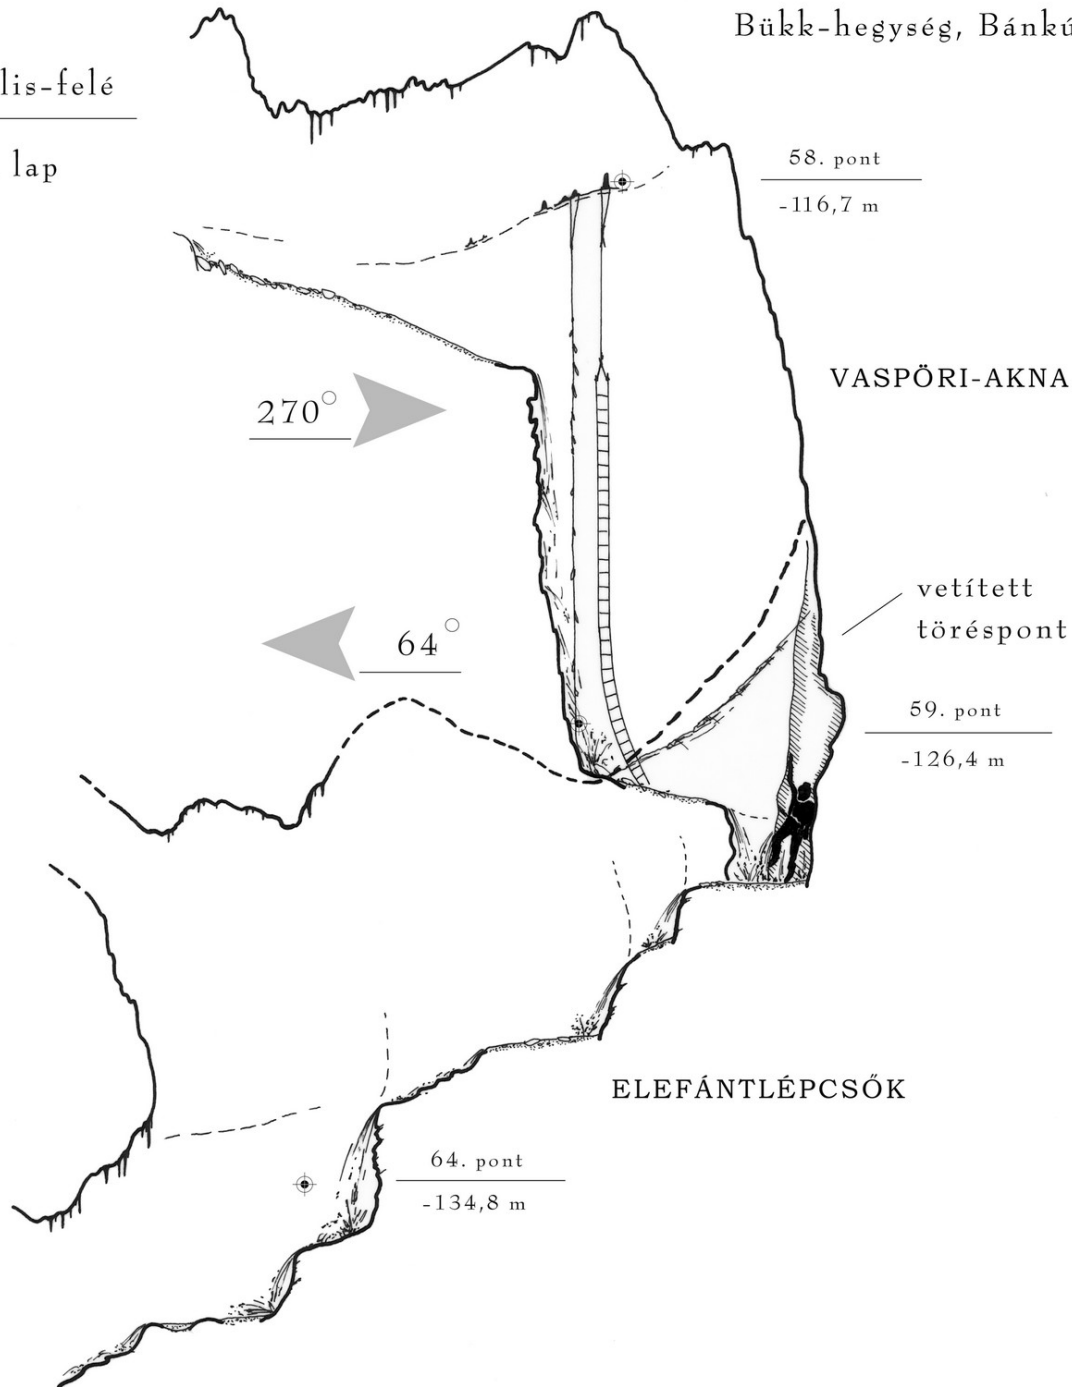 Bükk-hegység, Bánkú
lis-felé
lap
58. pont
-116,7 m
VASPÖRI-AKNA
270°
vetített
töréspont
64°
59. pont
-126,4 m
ELEFÁNTLÉPCSŐK
64. pont
-134,8 m